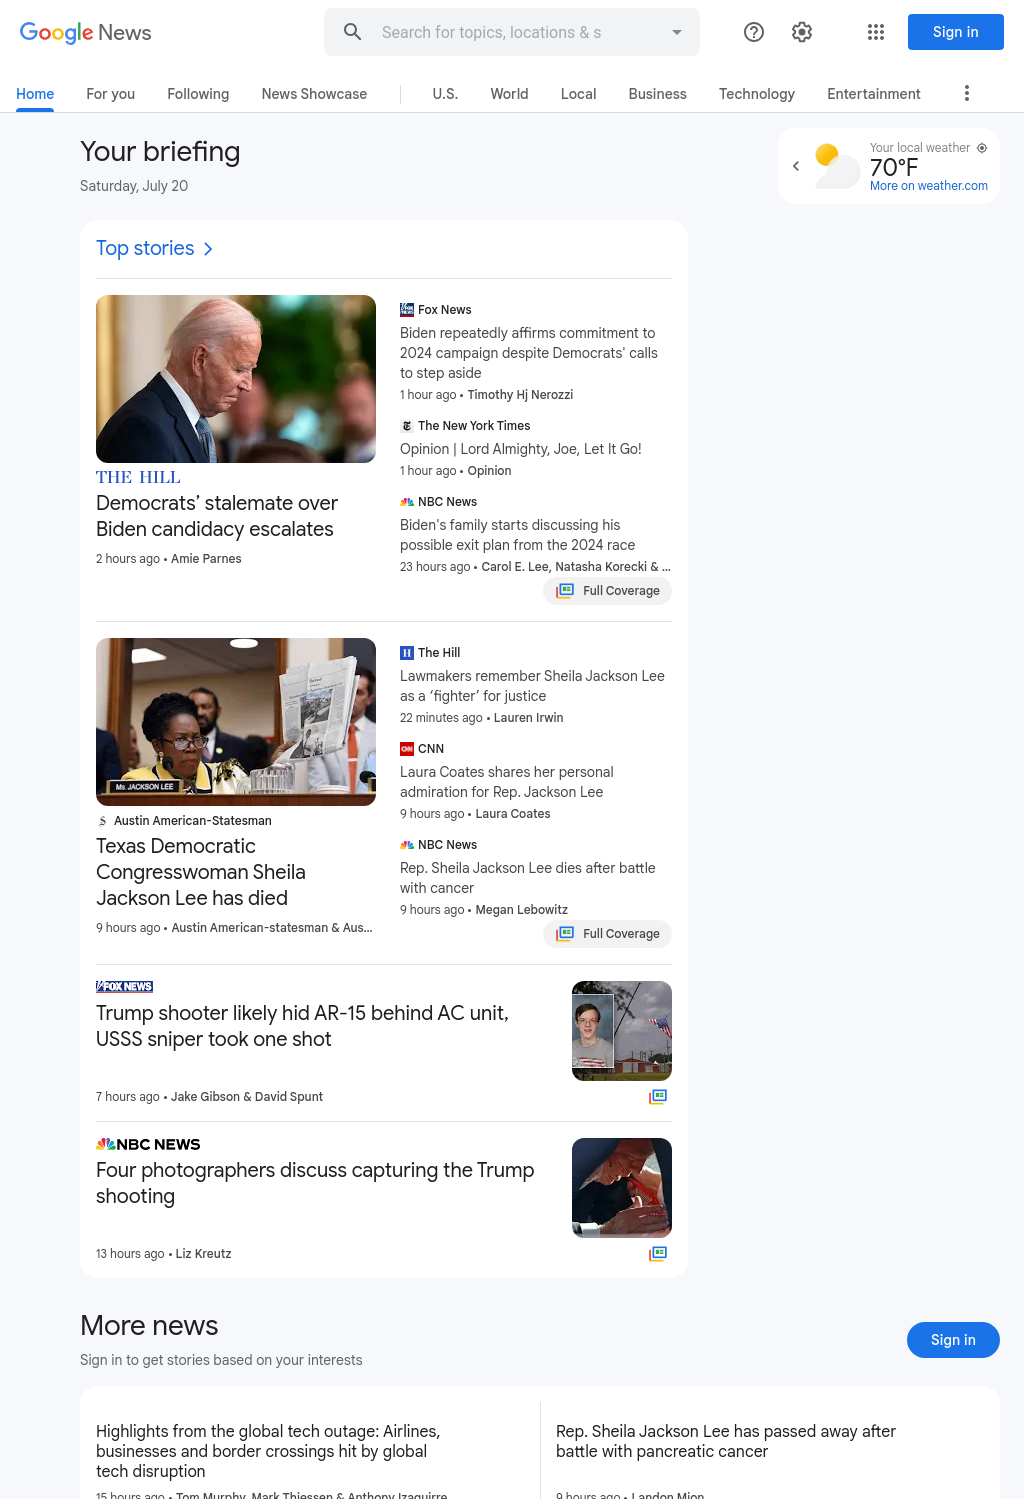 Google News
Search for topics, locations & s
Sign in
Home
For you
Following
News Showcase
U.S.
World
Local
Business
Technology
Entertainment
Your briefing
Saturday, July 20
Your local weather
70°F
More on weather.com
Top stories
THE HILL
Democrats’ stalemate over
Biden candidacy escalates
2 hours ago • Amie Parnes
Fox News
Biden repeatedly affirms commitment to
2024 campaign despite Democrats' calls
to step aside
1 hour ago • Timothy Hj Nerozzi
The New York Times
Opinion | Lord Almighty, Joe, Let It Go!
1 hour ago • Opinion
NBC News
Biden's family starts discussing his
possible exit plan from the 2024 race
23 hours ago • Carol E. Lee, Natasha Korecki & ...
Full Coverage
Ms. JACKSON LEE
Austin American-Statesman
Texas Democratic
Congresswoman Sheila
Jackson Lee has died
9 hours ago • Austin American-statesman & Aus...
The Hill
Lawmakers remember Sheila Jackson Lee
as a ‘fighter’ for justice
22 minutes ago • Lauren Irwin
CNN
Laura Coates shares her personal
admiration for Rep. Jackson Lee
9 hours ago • Laura Coates
NBC News
Rep. Sheila Jackson Lee dies after battle
with cancer
9 hours ago • Megan Lebowitz
Full Coverage
FOX NEWS
Trump shooter likely hid AR-15 behind AC unit,
USSS sniper took one shot
7 hours ago • Jake Gibson & David Spunt
NBC NEWS
Four photographers discuss capturing the Trump
shooting
13 hours ago • Liz Kreutz
More news
Sign in to get stories based on your interests
Sign in
Highlights from the global tech outage: Airlines,
businesses and border crossings hit by global
tech disruption
15 hours ago • Tom Murphy, Mark Thiessen & Anthony Izaguirre
Rep. Sheila Jackson Lee has passed away after
battle with pancreatic cancer
9 hours ago • Landon Mion